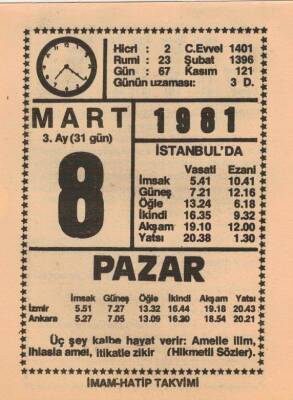 Hicri : 2 C.Evvel 1401
Rumi : 23 Şubat 1396
Gün : 67 Kasım 121
Günün uzaması: 3 D.
MART 1981
3. Ay (31 gün)
8
İSTANBUL'DA
Vasati Ezani
İmsak 5.41 10.41
Güneş 7.21 12.16
Öğle 13.24 6.18
İkindi 16.35 9.32
Akşam 19.10 12.00
Yatsı 20.38 1.30
PAZAR
İmsak Güneş Öğle İkindi Akşam Yatsı
İzmir 5.51 7.27 13.32 16.44 19.18 20.43
Ankara 5.27 7.05 13.09 16.20 18.54 20.21
Üç şey kalbe hayat verir: Amelle ilim,
ihlasla amel, itikatle zikir (Hikmetli Sözler).
İMAM-HATİP TAKVİMİ